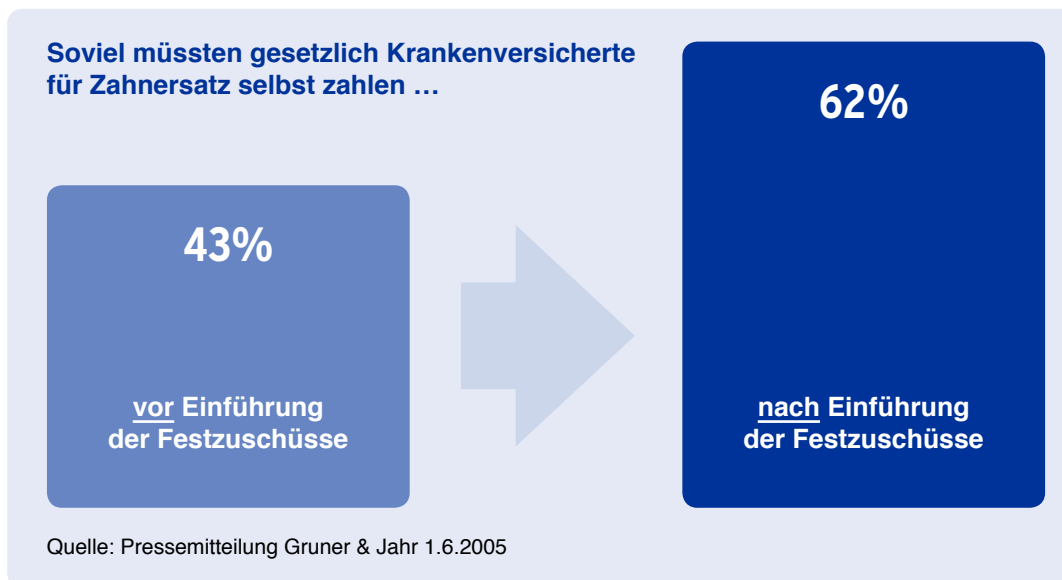 Soviel müssten gesetzlich Krankenversicherte
für Zahnersatz selbst zahlen …
43%
vor Einführung
der Festzuschüsse
62%
nach Einführung
der Festzuschüsse
Quelle: Pressemitteilung Gruner & Jahr 1.6.2005